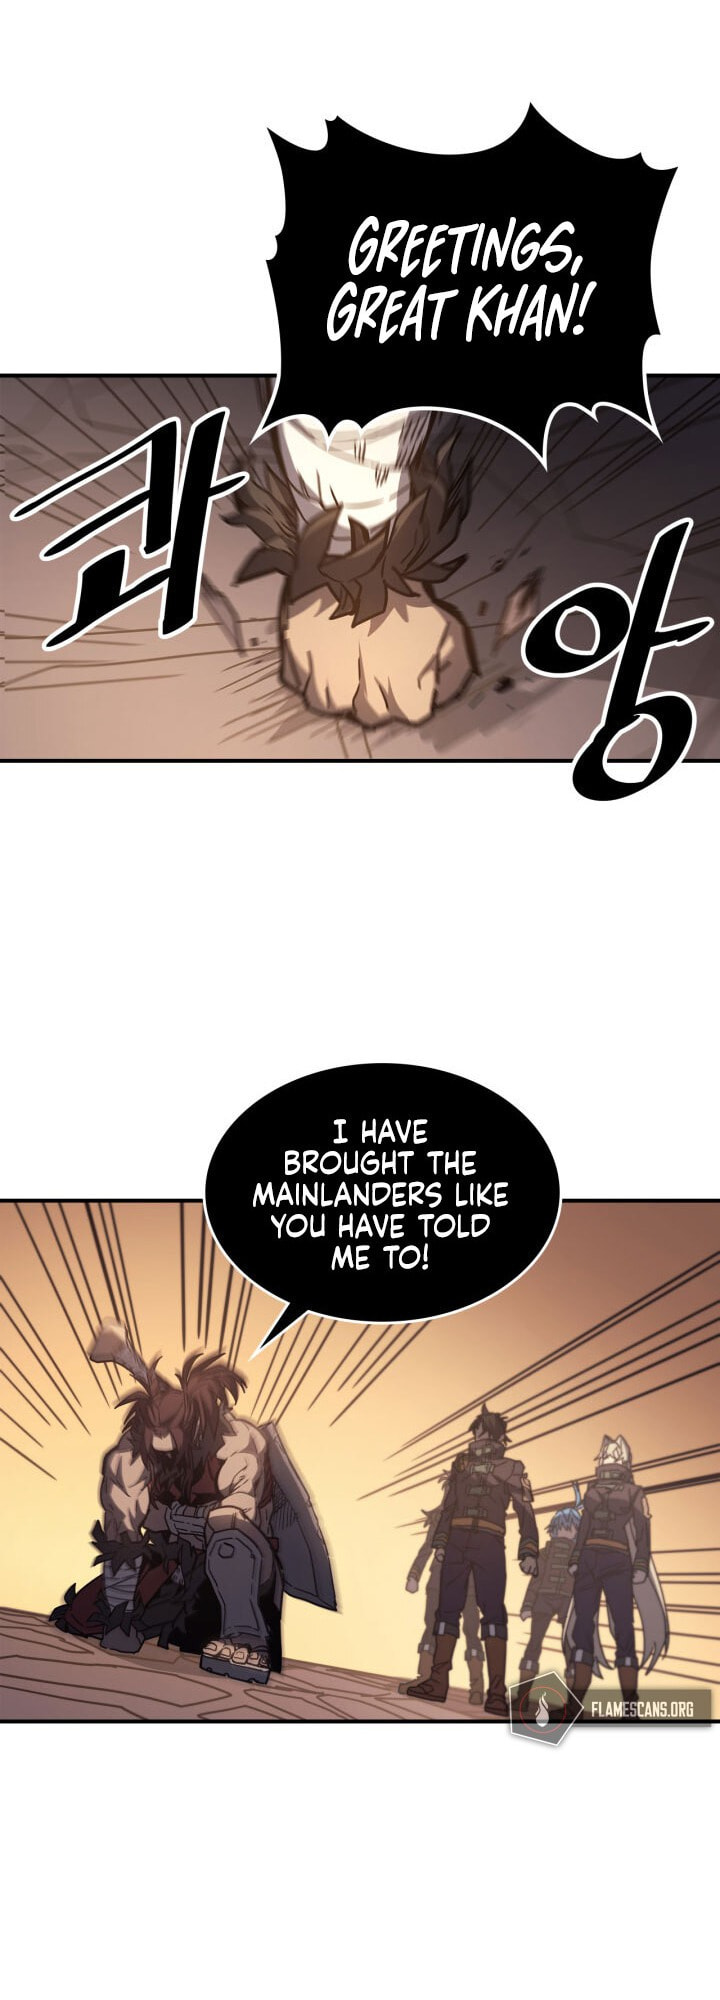 GREETINGS,
GREAT KHAN!
콰
앙
I HAVE
BROUGHT THE
MAINLANDERS LIKE
YOU HAVE TOLD
ME TO!
FLAMESCANS.ORG